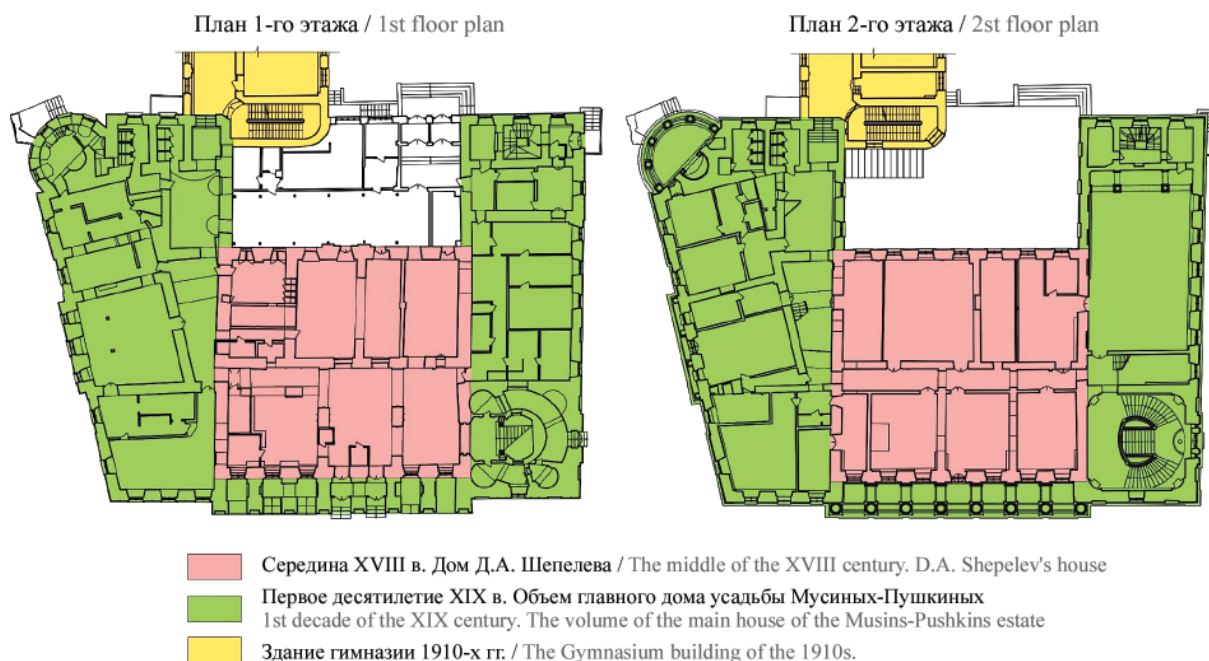 План 1-го этажа / 1st floor plan
План 2-го этажа / 2st floor plan
Середина XVIII в. Дом Д.А. Шепелева / The middle of the XVIII century. D.A. Shepelev's house
Первое десятилетие XIX в. Объем главного дома усадьбы Мусиных-Пушкиных
1st decade of the XIX century. The volume of the main house of the Musins-Pushkins estate
Здание гимназии 1910-х гг. / The Gymnasium building of the 1910s.